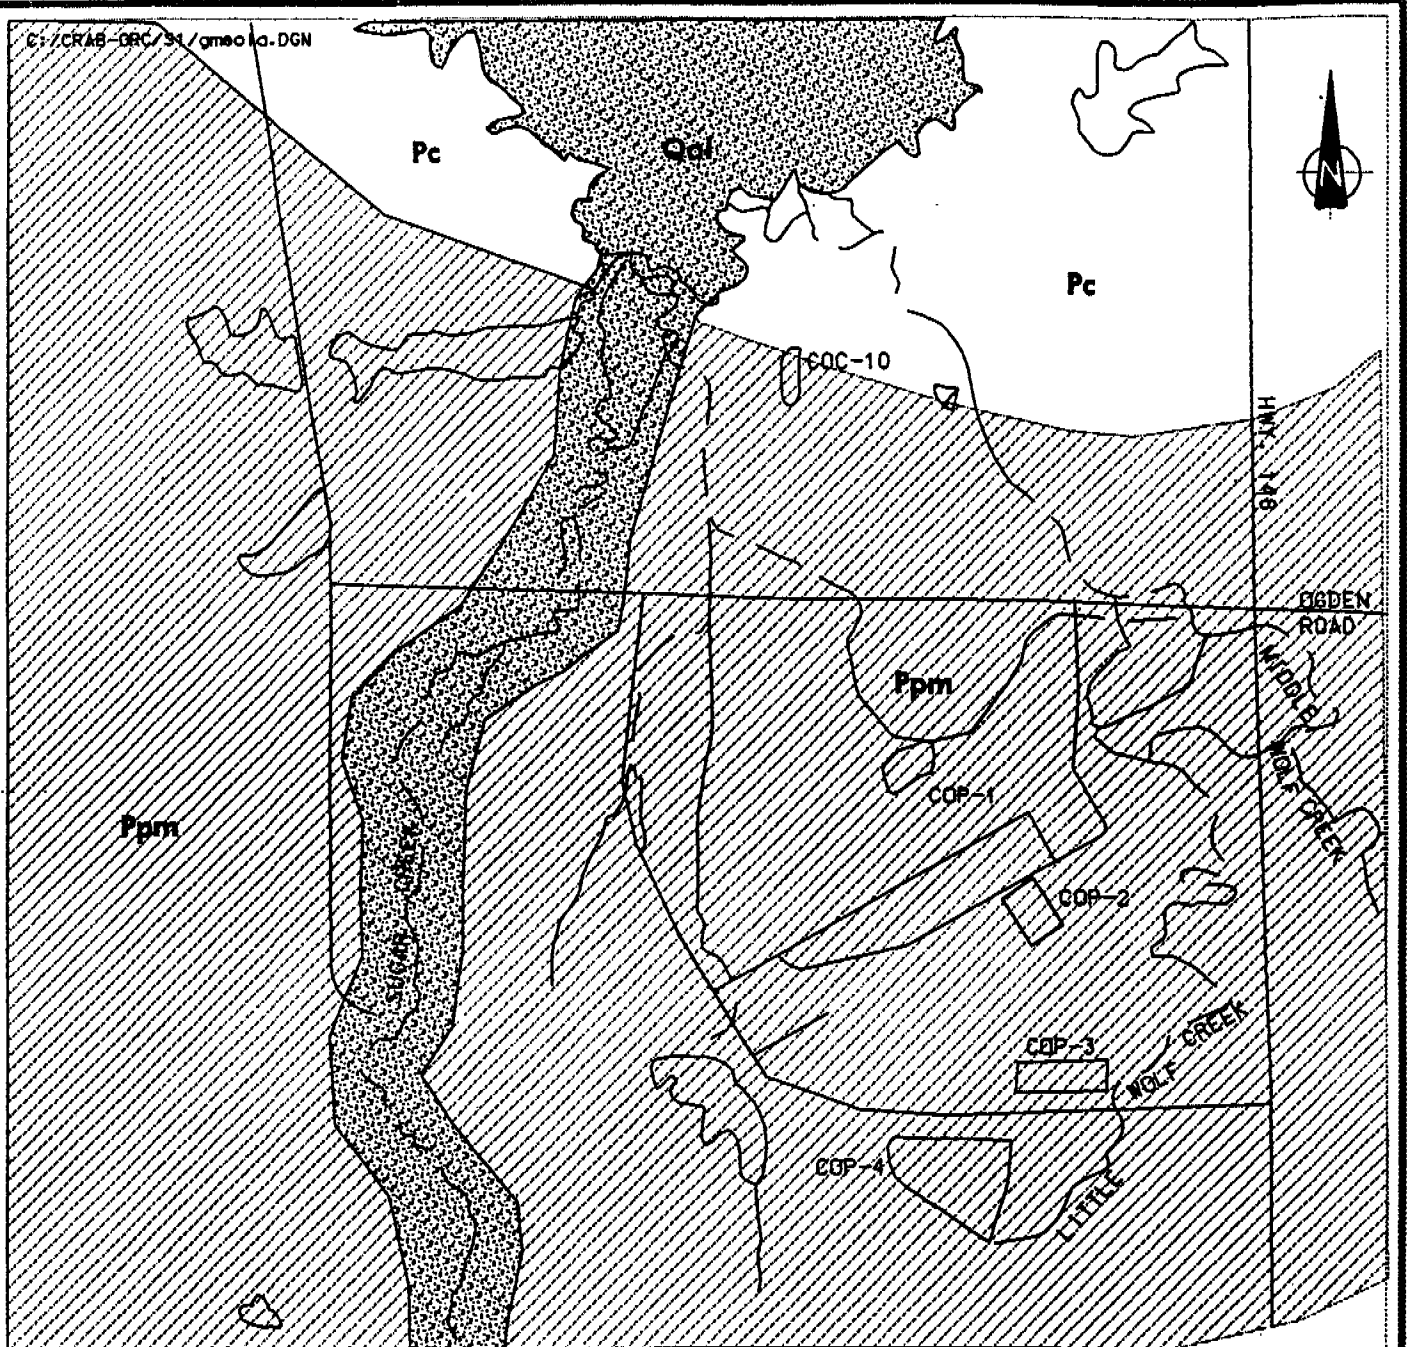 Pc
Qal
N
Pc
COC-10
HWY 148
OGDEN
ROAD
Ppm
MIDDLE
WOLF CREEK
COP-1
Ppm
COP-2
SUGAR CREEK
COP-3
WOLF CREEK
COP-4
LITTLE